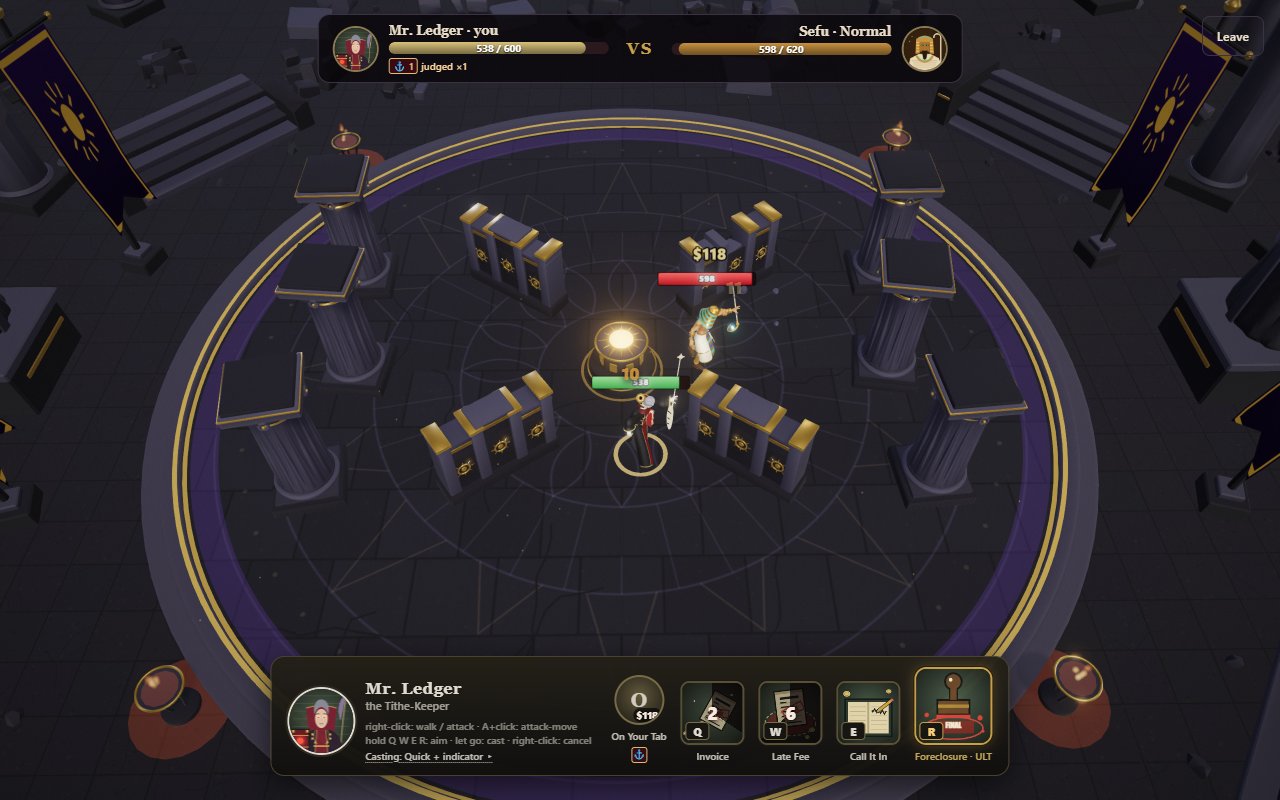 Mr. Ledger · you
538 / 600
1 judged ×1
VS
Sefu · Normal
598 / 620
Leave
$118
598
10
538
Mr. Ledger
the Tithe-Keeper
right-click: walk / attack · A+click: attack-move
hold Q W E R: aim · let go: cast · right-click: cancel
Casting: Quick + indicator ▸
O
$118
On Your Tab
2
Q
Invoice
6
W
Late Fee
E
Call It In
FINAL
R
Foreclosure · ULT